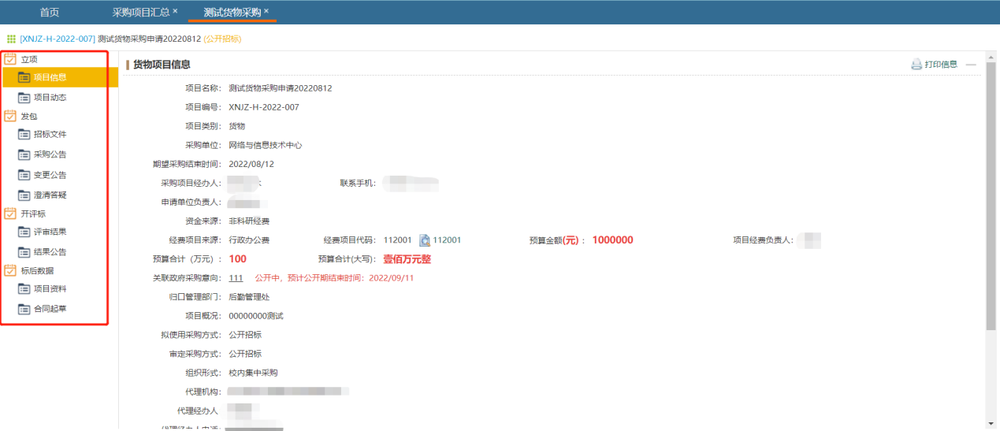 首页 采购项目汇总 × 测试货物采购 ×
[XNJZ-H-2022-007] 测试货物采购申请20220812 (公开招标)
立项
项目信息
项目动态
发包
招标文件
采购公告
变更公告
澄清答疑
开评标
评审结果
结果公告
标后数据
项目资料
合同起草
货物项目信息 打印信息
项目名称： 测试货物采购申请20220812
项目编号： XNJZ-H-2022-007
项目类别： 货物
采购单位： 网络与信息技术中心
期望采购结束时间： 2022/08/12
采购项目经办人： 联系手机：
申请单位负责人：
资金来源： 非科研经费
经费项目来源： 行政办公费 经费项目代码： 112001 112001 预算金额(元)： 1000000 项目经费负责人：
预算合计（万元）： 100 预算合计(大写)： 壹佰万元整
关联政府采购意向： 111 公开中，预计公开期结束时间：2022/09/11
归口管理部门： 后勤管理处
项目概况： 00000000测试
拟使用采购方式： 公开招标
审定采购方式： 公开招标
组织形式： 校内集中采购
代理机构：
代理经办人
代理经办人电话：